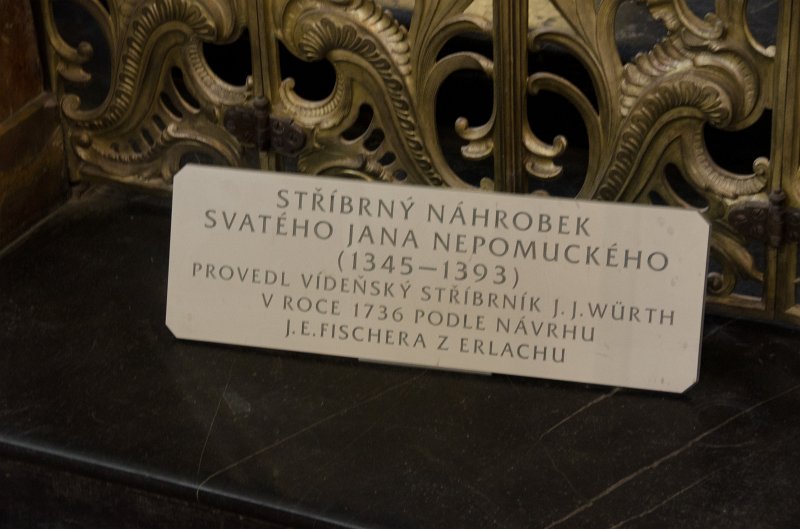 STŘÍBRNÝ NÁHROBEK
SVATÉHO JANA NEPOMUCKÉHO
(1345–1393)
PROVEDL VÍDEŇSKÝ STŘÍBRNÍK J.J.WÜRTH
V ROCE 1736 PODLE NÁVRHU
J.E.FISCHERA Z ERLACHU